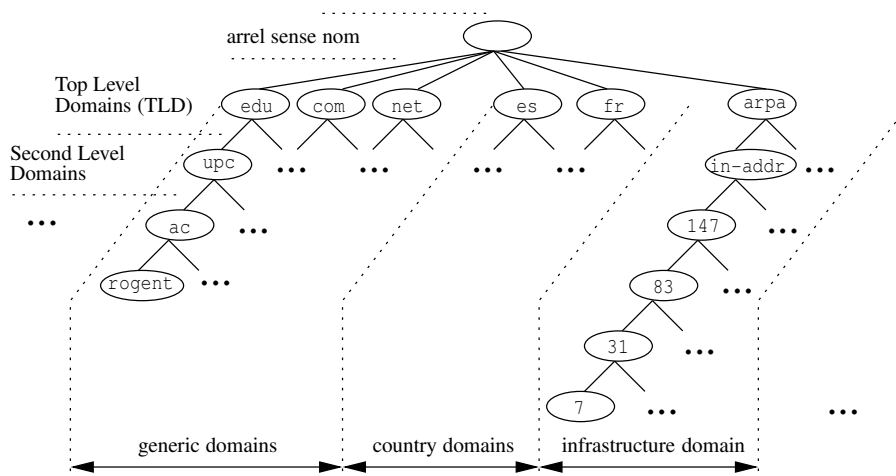 arrel sense nom
Top Level
Domains (TLD)
edu com net es fr arpa
Second Level
Domains
upc ... ... ... ... ... in-addr ...
... ac ... 147 ...
rogent ... 83 ...
31 ...
7 ... ...
generic domains country domains infrastructure domain